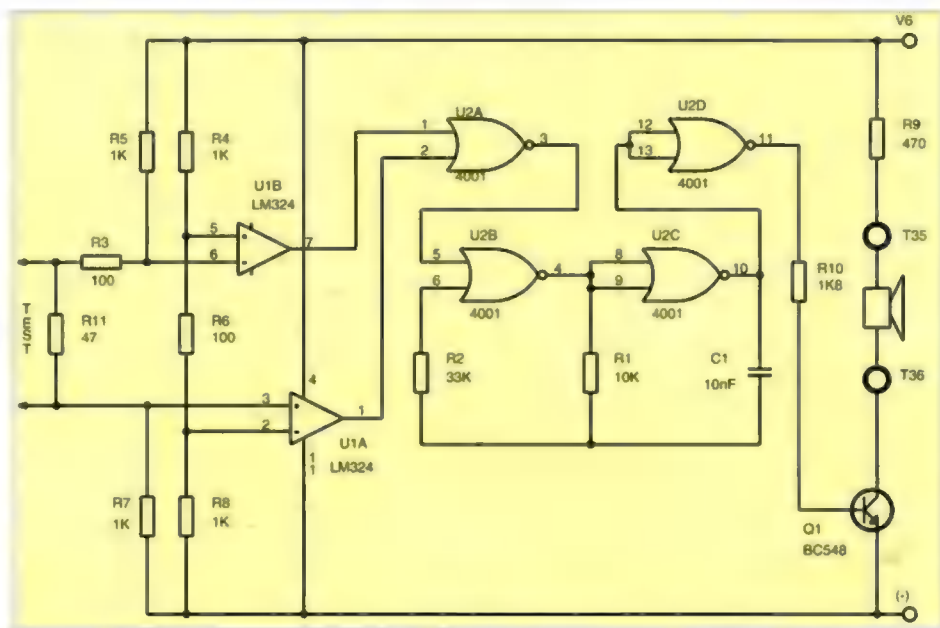 V6
U2A
U2D
R5
1K
R4
1K
1
2
3
12
13
11
R9
470
4001
4001
U1B
LM324
5
6
7
U2B
U2C
T35
R3
100
5
6
4
8
9
10
R10
1K8
4001
4001
TEST
R11
47
R6
100
R2
33K
R1
10K
C1
10nF
T36
4
3
2
1
U1A
LM324
1
1
R7
1K
R8
1K
Q1
BC548
(-)